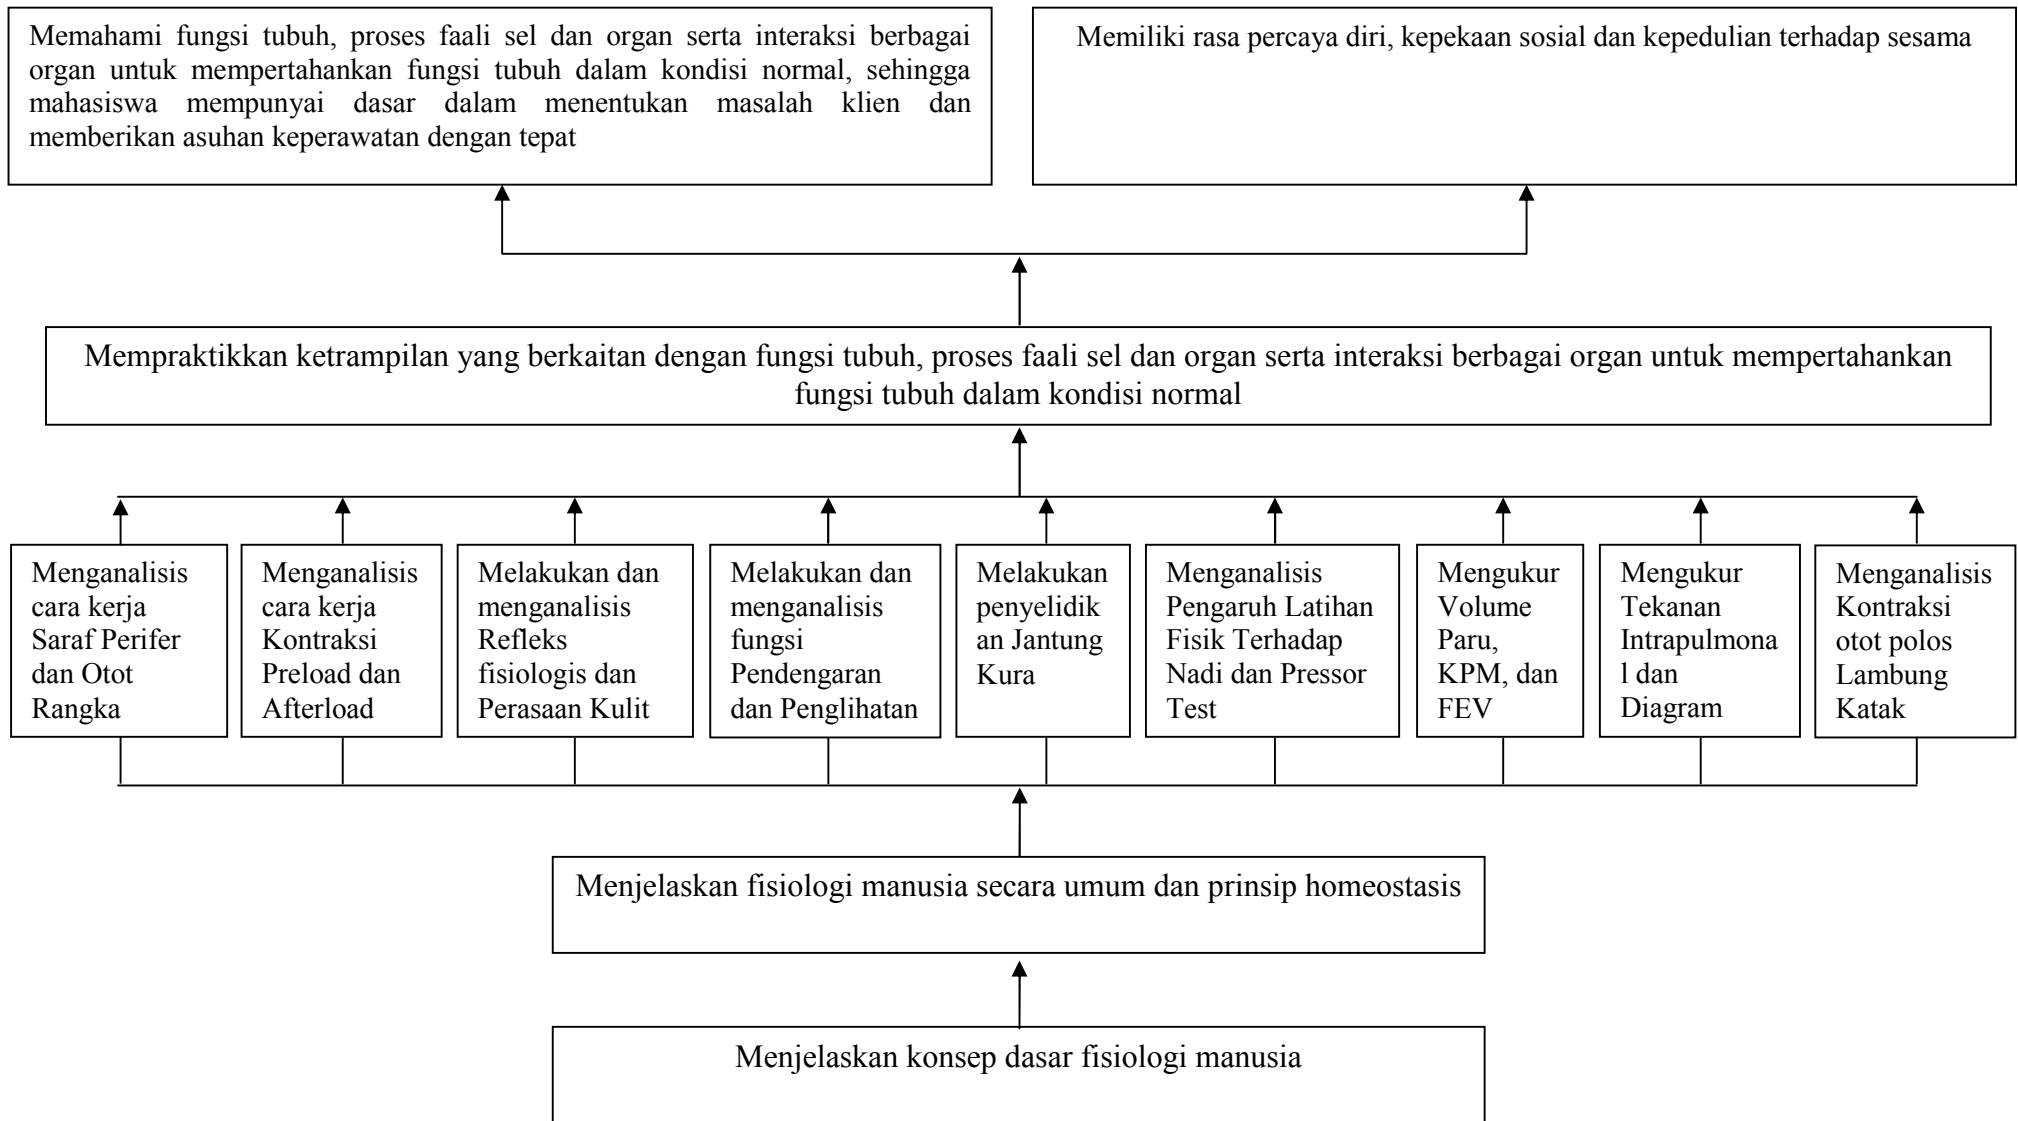 Memahami fungsi tubuh, proses faali sel dan organ serta interaksi berbagai
organ untuk mempertahankan fungsi tubuh dalam kondisi normal, sehingga
mahasiswa mempunyai dasar dalam menentukan masalah klien dan
memberikan asuhan keperawatan dengan tepat
Memiliki rasa percaya diri, kepekaan sosial dan kepedulian terhadap sesama
Mempraktikkan ketrampilan yang berkaitan dengan fungsi tubuh, proses faali sel dan organ serta interaksi berbagai organ untuk mempertahankan
fungsi tubuh dalam kondisi normal
Menganalisis
cara kerja
Saraf Perifer
dan Otot
Rangka
Menganalisis
cara kerja
Kontraksi
Preload dan
Afterload
Melakukan dan
menganalisis
Refleks
fisiologis dan
Perasaan Kulit
Melakukan dan
menganalisis
fungsi
Pendengaran
dan Penglihatan
Melakukan
penyelidik
an Jantung
Kura
Menganalisis
Pengaruh Latihan
Fisik Terhadap
Nadi dan Pressor
Test
Mengukur
Volume
Paru,
KPM, dan
FEV
Mengukur
Tekanan
Intrapulmona
l dan
Diagram
Menganalisis
Kontraksi
otot polos
Lambung
Katak
Menjelaskan fisiologi manusia secara umum dan prinsip homeostasis
Menjelaskan konsep dasar fisiologi manusia